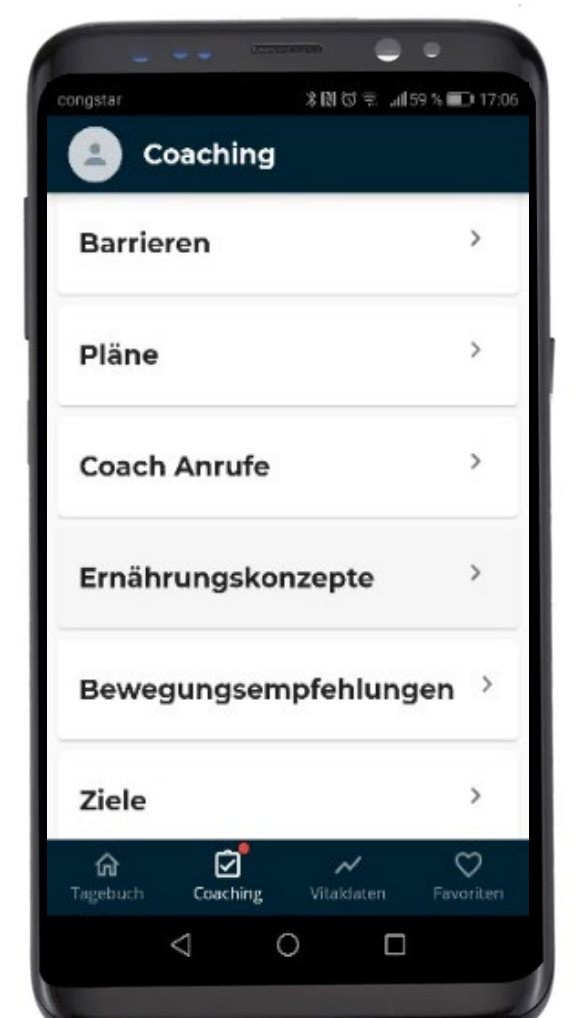 congstar 59 % 17:06
Coaching
Barrieren
Pläne
Coach Anrufe
Ernährungskonzepte
Bewegungsempfehlungen
Ziele
Tagebuch Coaching Vitaldaten Favoriten